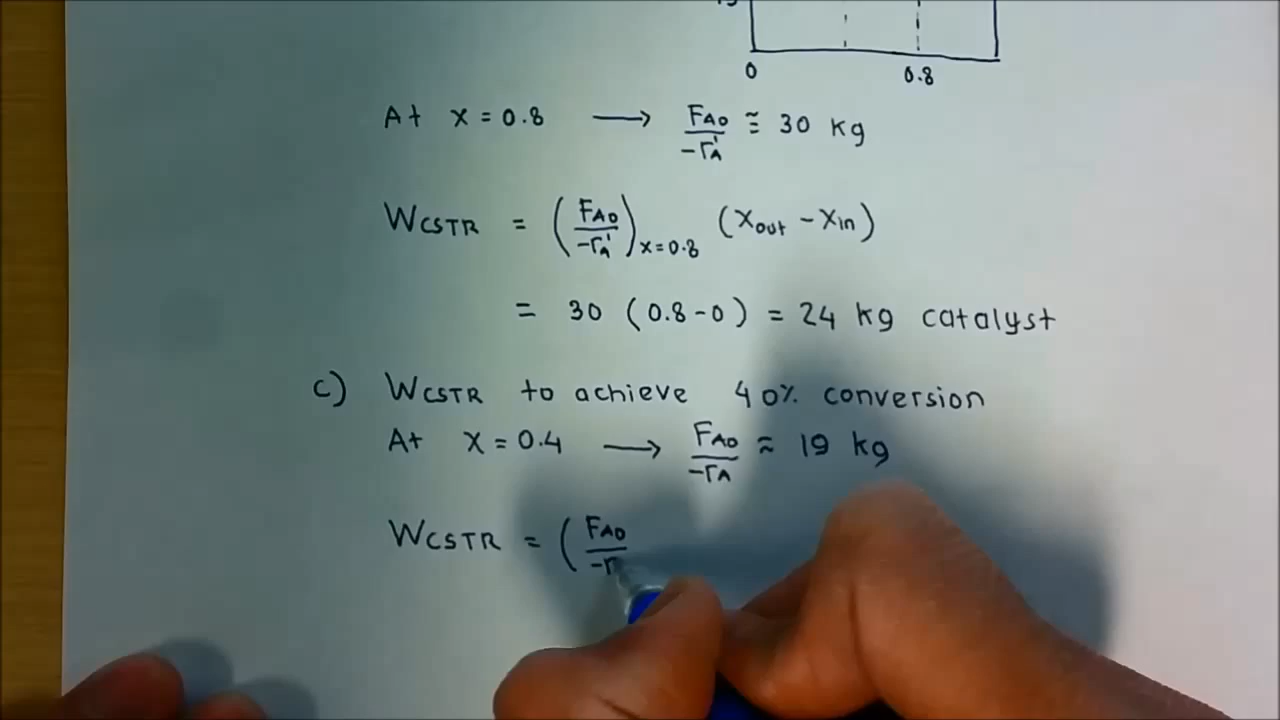 0 0.8
At x = 0.8 → FA0/-r'A ≅ 30 kg
WCSTR = (FA0/-r'A)x=0.8 (Xout - Xin)
= 30 (0.8-0) = 24 kg catalyst
c) WCSTR to achieve 40% conversion
At x = 0.4 → FA0/-rA ≈ 19 kg
WCSTR = (FA0/-r